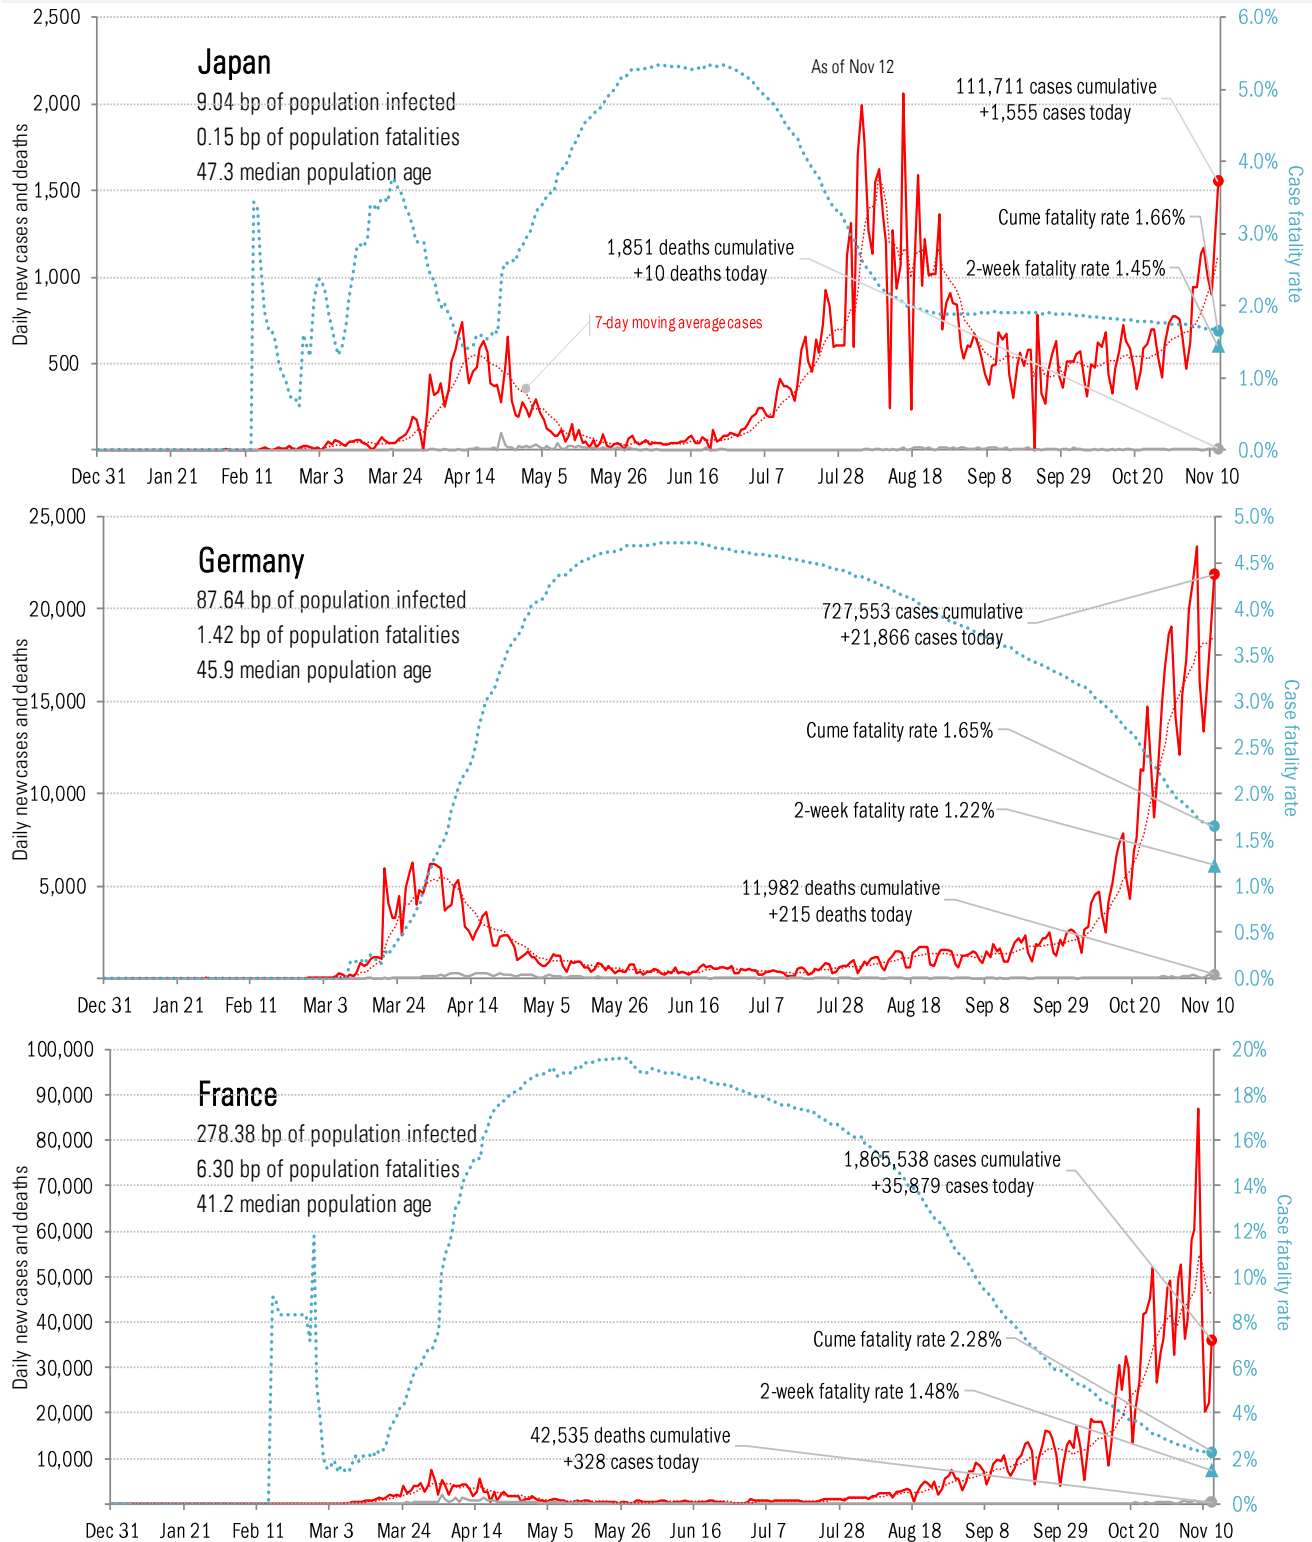 2,500
2,000
1,500
1,000
500
Daily new cases and deaths
Japan
9.04 bp of population infected
0.15 bp of population fatalities
47.3 median population age
As of Nov 12
111,711 cases cumulative
+1,555 cases today
Cume fatality rate 1.66%
2-week fatality rate 1.45%
1,851 deaths cumulative
+10 deaths today
7-day moving average cases
6.0%
5.0%
4.0%
3.0%
2.0%
1.0%
0.0%
Case fatality rate
Dec 31 Jan 21 Feb 11 Mar 3 Mar 24 Apr 14 May 5 May 26 Jun 16 Jul 7 Jul 28 Aug 18 Sep 8 Sep 29 Oct 20 Nov 10
25,000
20,000
15,000
10,000
5,000
Daily new cases and deaths
Germany
87.64 bp of population infected
1.42 bp of population fatalities
45.9 median population age
727,553 cases cumulative
+21,866 cases today
Cume fatality rate 1.65%
2-week fatality rate 1.22%
11,982 deaths cumulative
+215 deaths today
5.0%
4.5%
4.0%
3.5%
3.0%
2.5%
2.0%
1.5%
1.0%
0.5%
0.0%
Case fatality rate
Dec 31 Jan 21 Feb 11 Mar 3 Mar 24 Apr 14 May 5 May 26 Jun 16 Jul 7 Jul 28 Aug 18 Sep 8 Sep 29 Oct 20 Nov 10
100,000
90,000
80,000
70,000
60,000
50,000
40,000
30,000
20,000
10,000
Daily new cases and deaths
France
278.38 bp of population infected
6.30 bp of population fatalities
41.2 median population age
1,865,538 cases cumulative
+35,879 cases today
Cume fatality rate 2.28%
2-week fatality rate 1.48%
42,535 deaths cumulative
+328 cases today
20%
18%
16%
14%
12%
10%
8%
6%
4%
2%
0%
Case fatality rate
Dec 31 Jan 21 Feb 11 Mar 3 Mar 24 Apr 14 May 5 May 26 Jun 16 Jul 7 Jul 28 Aug 18 Sep 8 Sep 29 Oct 20 Nov 10